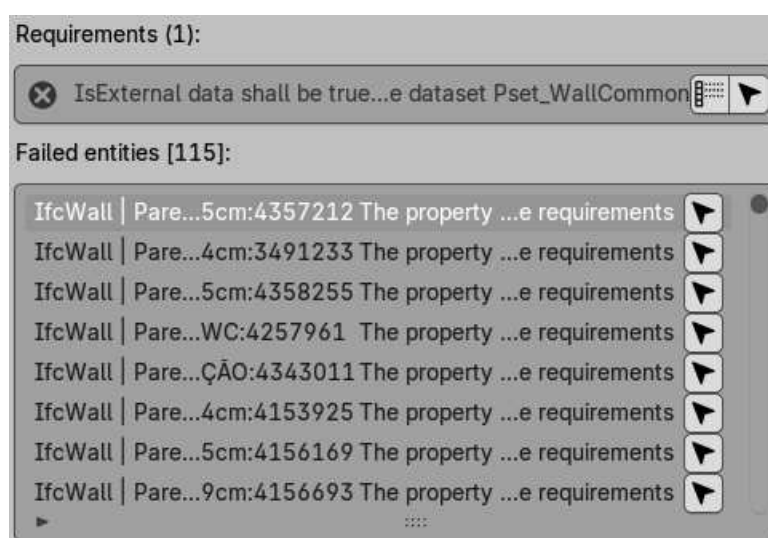 Requirements (1):
IsExternal data shall be true...e dataset Pset_WallCommon
Failed entities [115]:
IfcWall | Pare...5cm:4357212 The property ...e requirements
IfcWall | Pare...4cm:3491233 The property ...e requirements
IfcWall | Pare...5cm:4358255 The property ...e requirements
IfcWall | Pare...WC:4257961 The property ...e requirements
IfcWall | Pare...ÇÃO:4343011 The property ...e requirements
IfcWall | Pare...4cm:4153925 The property ...e requirements
IfcWall | Pare...5cm:4156169 The property ...e requirements
IfcWall | Pare...9cm:4156693 The property ...e requirements